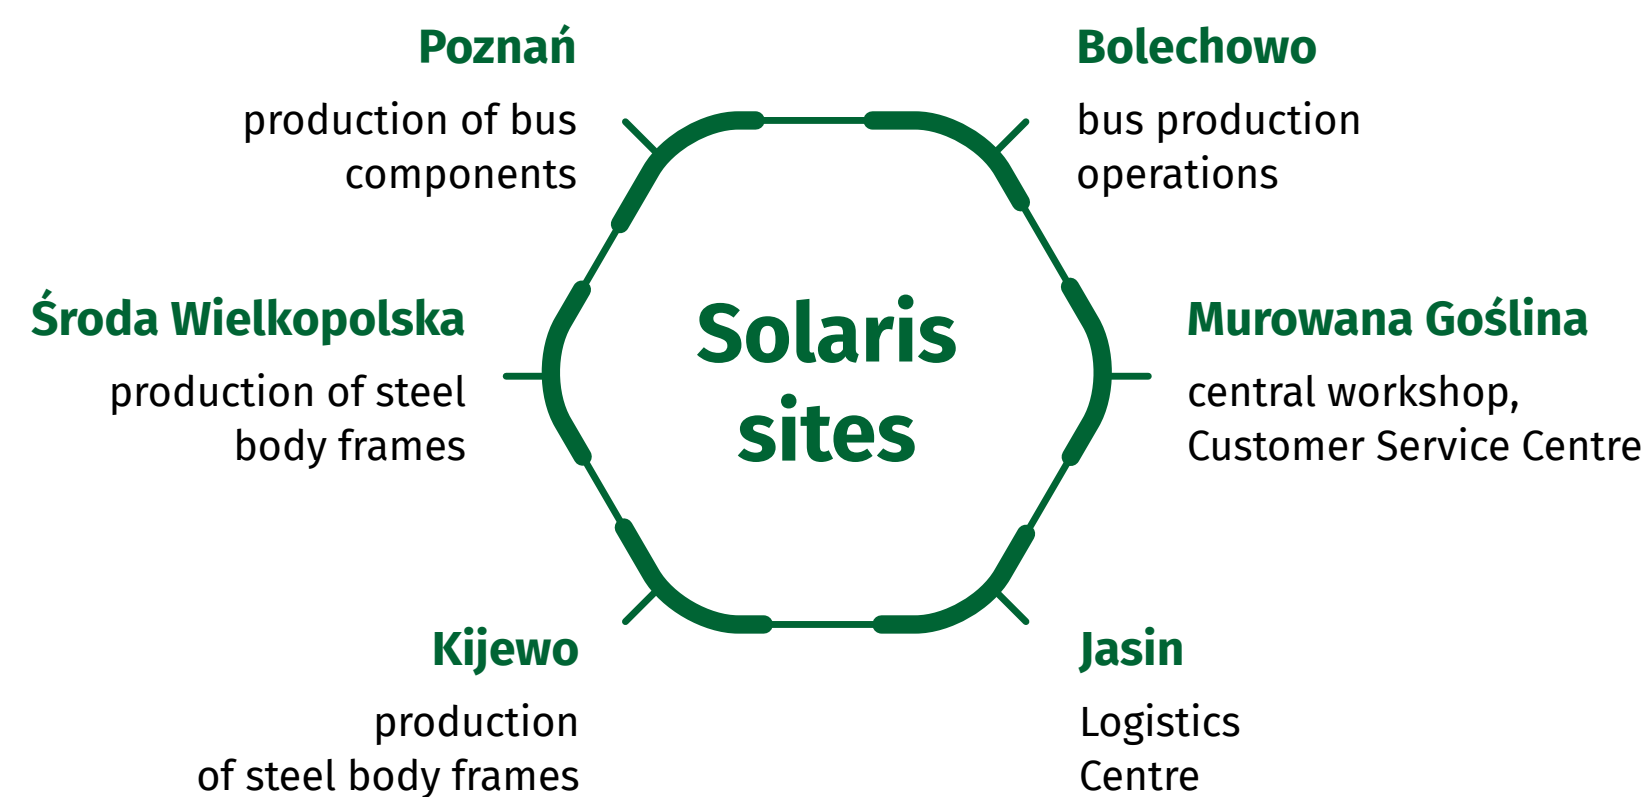 Poznań
production of bus
components
Bolechowo
bus production
operations
Środa Wielkopolska
production of steel
body frames
Solaris
sites
Murowana Goślina
central workshop,
Customer Service Centre
Kijewo
production
of steel body frames
Jasin
Logistics
Centre